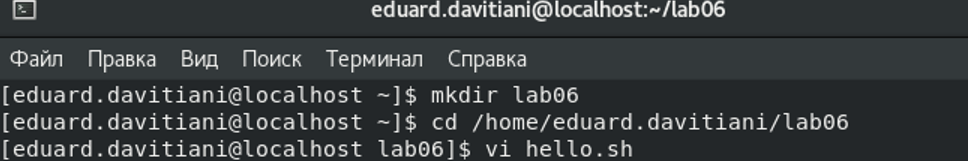 eduard.davitiani@localhost:~/lab06
Файл Правка Вид Поиск Терминал Справка
[eduard.davitiani@localhost ~]$ mkdir lab06
[eduard.davitiani@localhost ~]$ cd /home/eduard.davitiani/lab06
[eduard.davitiani@localhost lab06]$ vi hello.sh